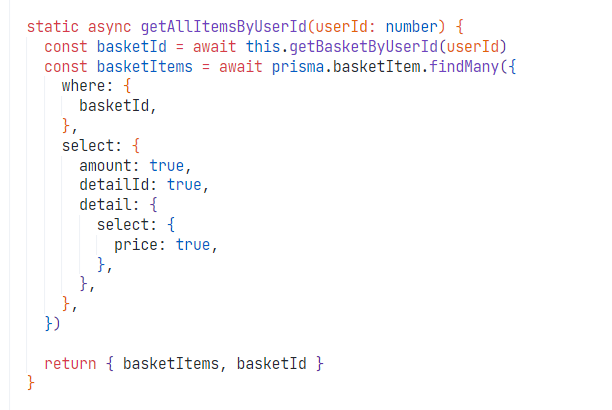 static async getAllItemsByUserId(userId: number) {
  const basketId = await this.getBasketByUserId(userId)
  const basketItems = await prisma.basketItem.findMany({
    where: {
      basketId,
    },
    select: {
      amount: true,
      detailId: true,
      detail: {
        select: {
          price: true,
        },
      },
    },
  })

  return { basketItems, basketId }
}